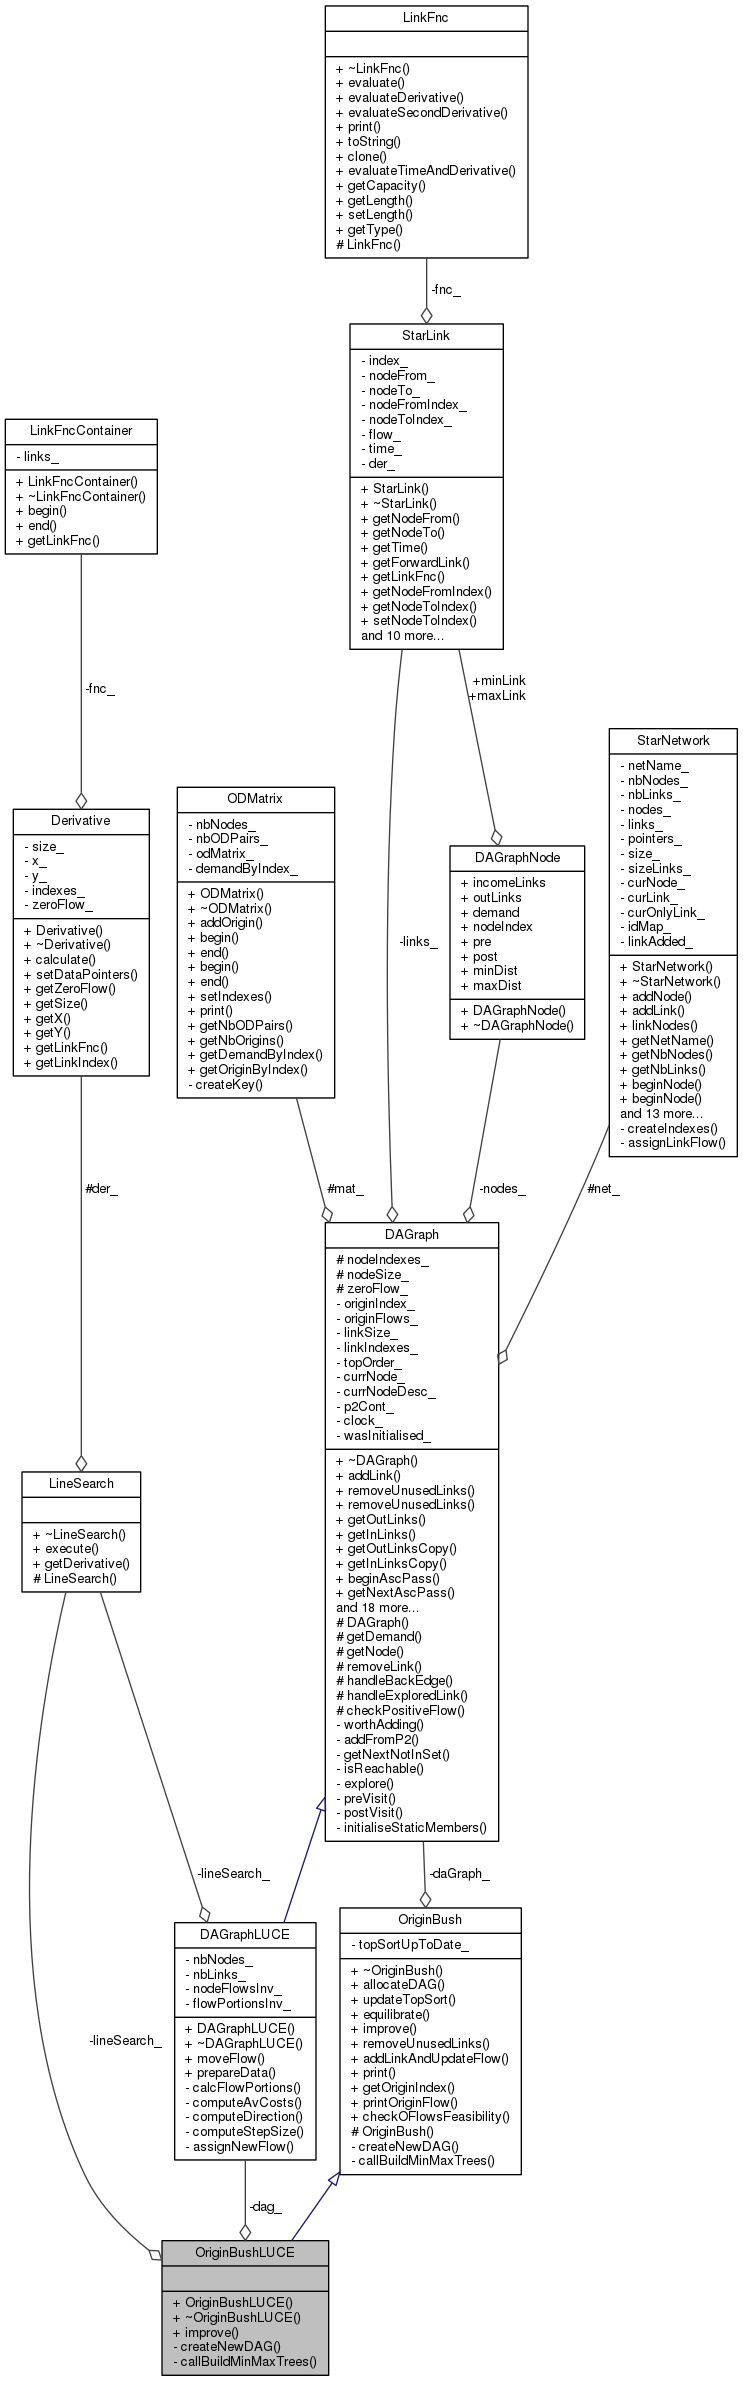 LinkFnc
+ ~LinkFnc()
+ evaluate()
+ evaluateDerivative()
+ evaluateSecondDerivative()
+ print()
+ toString()
+ clone()
+ evaluateTimeAndDerivative()
+ getCapacity()
+ getLength()
+ setLength()
+ getType()
# LinkFnc()
-fnc_
StarLink
- index_
- nodeFrom_
- nodeTo_
- nodeFromIndex_
- nodeToIndex_
- flow_
- time_
- der_
+ StarLink()
+ ~StarLink()
+ getNodeFrom()
+ getNodeTo()
+ getTime()
+ getForwardLink()
+ getLinkFnc()
+ getNodeFromIndex()
+ getNodeToIndex()
+ setNodeToIndex()
and 10 more...
LinkFncContainer
- links_
+ LinkFncContainer()
+ ~LinkFncContainer()
+ begin()
+ end()
+ getLinkFnc()
-fnc_
+minLink
+maxLink
StarNetwork
- netName_
- nbNodes_
- nbLinks_
- nodes_
- links_
- pointers_
- size_
- sizeLinks_
- curNode_
- curLink_
- curOnlyLink_
- idMap_
- linkAdded_
+ StarNetwork()
+ ~StarNetwork()
+ addNode()
+ addLink()
+ linkNodes()
+ getNetName()
+ getNbNodes()
+ getNbLinks()
+ beginNode()
+ beginNode()
and 13 more...
- createIndexes()
- assignLinkFlow()
ODMatrix
- nbNodes_
- nbODPairs_
- odMatrix_
- demandByIndex_
+ ODMatrix()
+ ~ODMatrix()
+ addOrigin()
+ begin()
+ end()
+ begin()
+ end()
+ setIndexes()
+ print()
+ getNbODPairs()
+ getNbOrigins()
+ getDemandByIndex()
+ getOriginByIndex()
- createKey()
Derivative
- size_
- x_
- y_
- indexes_
- zeroFlow_
+ Derivative()
+ ~Derivative()
+ calculate()
+ setDataPointers()
+ getZeroFlow()
+ getSize()
+ getX()
+ getY()
+ getLinkFnc()
+ getLinkIndex()
DAGraphNode
+ incomeLinks
+ outLinks
+ demand
+ nodeIndex
+ pre
+ post
+ minDist
+ maxDist
+ DAGraphNode()
+ ~DAGraphNode()
-links_
#der_
#mat_
-nodes_
#net_
DAGraph
# nodeIndexes_
# nodeSize_
# zeroFlow_
- originIndex_
- originFlows_
- linkSize_
- linkIndexes_
- topOrder_
- currNode_
- currNodeDesc_
- p2Cont_
- clock_
- wasInitialised_
+ ~DAGraph()
+ addLink()
+ removeUnusedLinks()
+ removeUnusedLinks()
+ getOutLinks()
+ getInLinks()
+ getOutLinksCopy()
+ getInLinksCopy()
+ beginAscPass()
+ getNextAscPass()
and 18 more...
# DAGraph()
# getDemand()
# getNode()
# removeLink()
# handleBackEdge()
# handleExploredLink()
# checkPositiveFlow()
- worthAdding()
- addFromP2()
- getNextNotInSet()
- isReachable()
- explore()
- preVisit()
- postVisit()
- initialiseStaticMembers()
LineSearch
+ ~LineSearch()
+ execute()
+ getDerivative()
# LineSearch()
-lineSearch_
-daGraph_
DAGraphLUCE
- nbNodes_
- nbLinks_
- nodeFlowsInv_
- flowPortionsInv_
+ DAGraphLUCE()
+ ~DAGraphLUCE()
+ moveFlow()
+ prepareData()
- calcFlowPortions()
- computeAvCosts()
- computeDirection()
- computeStepSize()
- assignNewFlow()
OriginBush
- topSortUpToDate_
+ ~OriginBush()
+ allocateDAG()
+ updateTopSort()
+ equilibrate()
+ improve()
+ removeUnusedLinks()
+ addLinkAndUpdateFlow()
+ print()
+ getOriginIndex()
+ printOriginFlow()
+ checkOFlowsFeasibility()
# OriginBush()
- createNewDAG()
- callBuildMinMaxTrees()
-lineSearch_
-dag_
OriginBushLUCE
+ OriginBushLUCE()
+ ~OriginBushLUCE()
+ improve()
- createNewDAG()
- callBuildMinMaxTrees()